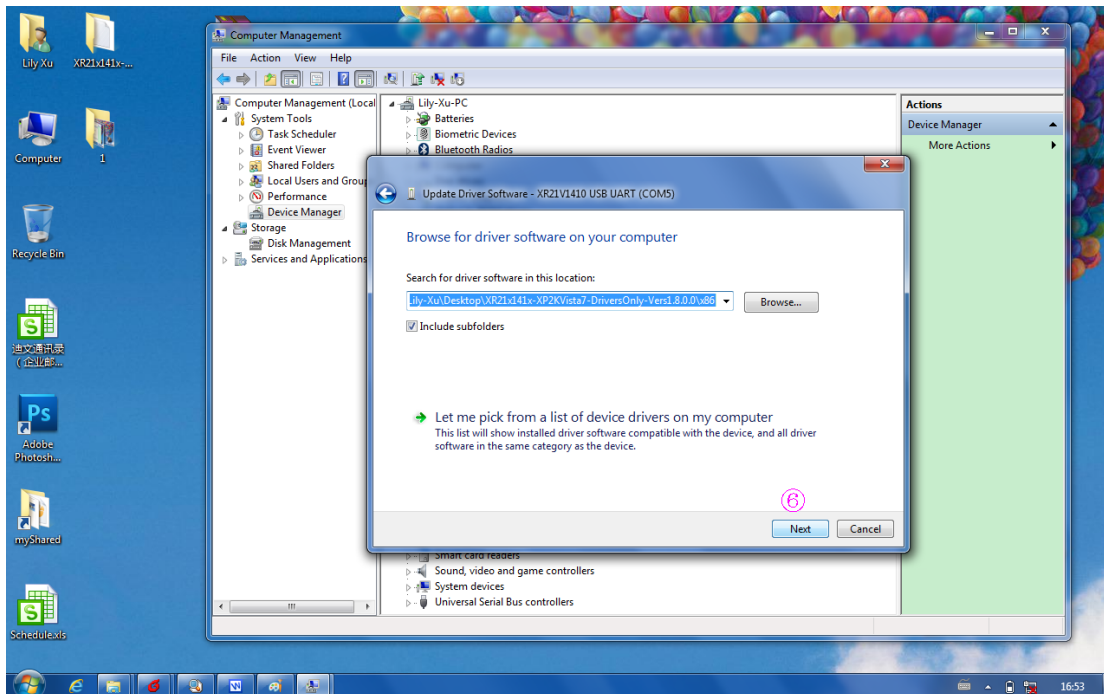 Lily Xu
XR21x141x-...
Computer
1
Recycle Bin
迪文通讯录
(企业邮...
Ps
Adobe
Photosh...
myShared
S
Schedule.xls
Computer Management
File Action View Help
Computer Management (Local
System Tools
Task Scheduler
Event Viewer
Shared Folders
Local Users and Group
Performance
Device Manager
Storage
Disk Management
Services and Applications
Lily-Xu-PC
Batteries
Biometric Devices
Bluetooth Radios
Actions
Device Manager
More Actions
Update Driver Software - XR21V1410 USB UART (COM5)
Browse for driver software on your computer
Search for driver software in this location:
.ily-Xu\Desktop\XR21x141x-XP2KVista7-DriversOnly-Vers1.8.0.0\x86
Browse...
Include subfolders
Let me pick from a list of device drivers on my computer
This list will show installed driver software compatible with the device, and all driver
software in the same category as the device.
⑥
Next
Cancel
Smart card readers
Sound, video and game controllers
System devices
Universal Serial Bus controllers
16:53